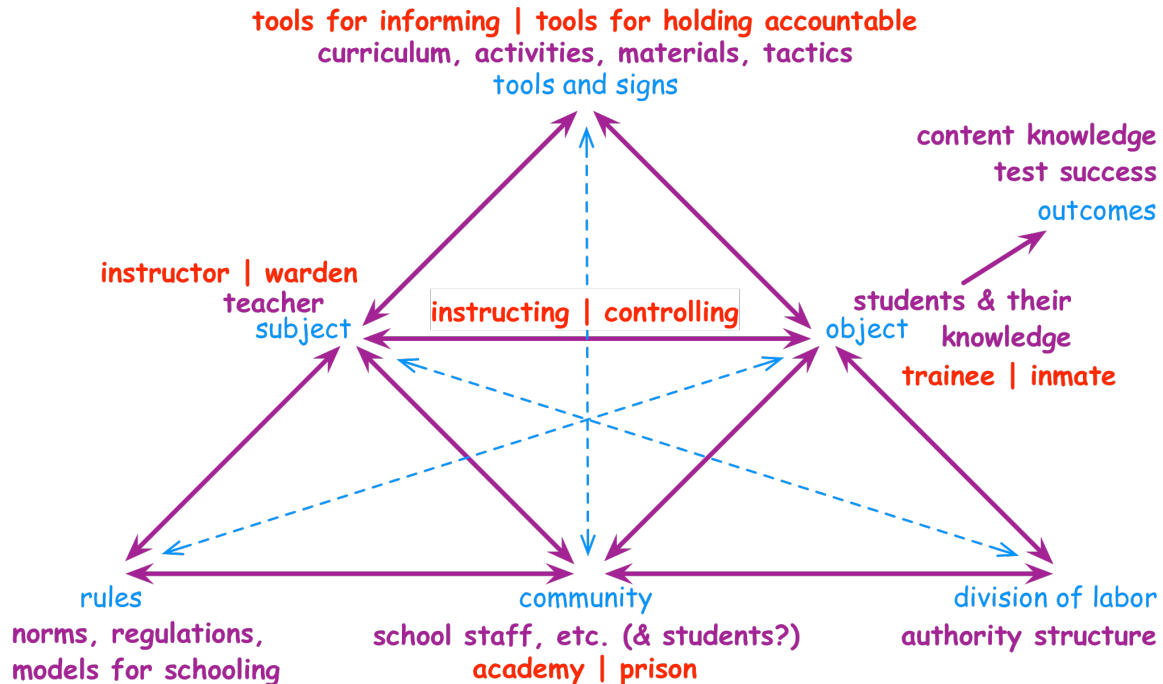 tools for informing | tools for holding accountable
curriculum, activities, materials, tactics
tools and signs
content knowledge
test success
outcomes
instructor | warden
teacher
subject
instructing | controlling
students & their
object
knowledge
trainee | inmate
rules
norms, regulations,
models for schooling
community
school staff, etc. (& students?)
academy | prison
division of labor
authority structure